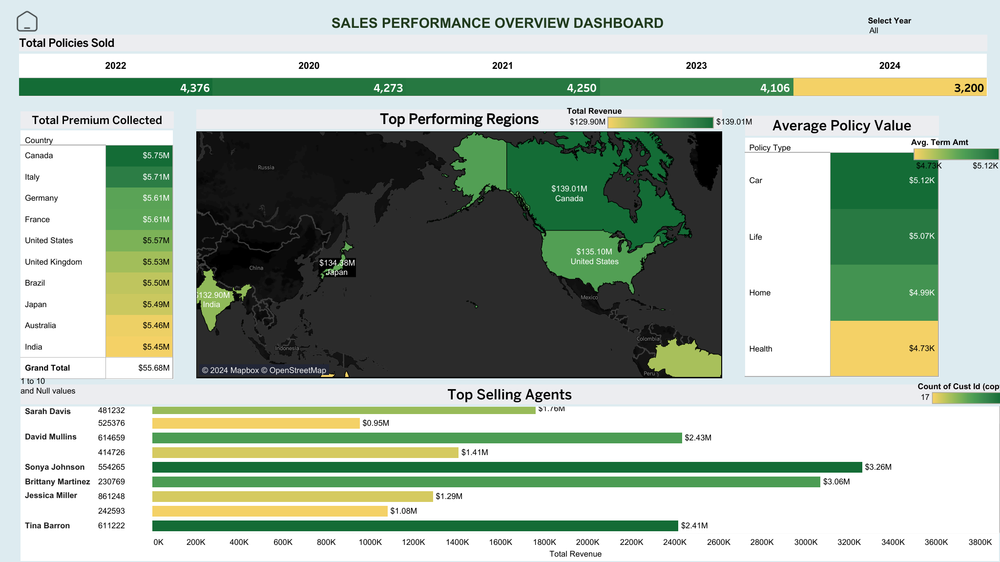 SALES PERFORMANCE OVERVIEW DASHBOARD
Select Year
All
Total Policies Sold
2022 2020 2021 2023 2024
4,376 4,273 4,250 4,106 3,200
Total Premium Collected
Country
Canada $5.75M
Italy $5.71M
Germany $5.61M
France $5.61M
United States $5.57M
United Kingdom $5.53M
Brazil $5.50M
Japan $5.49M
Australia $5.46M
India $5.45M
Grand Total $55.68M
1 to 10
and Null values
Top Performing Regions
Total Revenue
$129.90M $139.01M
Russia
$139.01M
Canada
$135.10M
United States
China
$134.38M
Japan
$132.90M
India
Mexico
Colombia
Indonesia
Peru
© 2024 Mapbox © OpenStreetMap
Average Policy Value
Avg. Term Amt
$4.73K $5.12K
Policy Type
Car $5.12K
Life $5.07K
Home $4.99K
Health $4.73K
Top Selling Agents
Count of Cust Id (cop
17
Sarah Davis 481232 $1.76M
525376 $0.95M
David Mullins 614659 $2.43M
414726 $1.41M
Sonya Johnson 554265 $3.26M
Brittany Martinez 230769 $3.06M
Jessica Miller 861248 $1.29M
242593 $1.08M
Tina Barron 611222 $2.41M
0K 200K 400K 600K 800K 1000K 1200K 1400K 1600K 1800K 2000K 2200K 2400K 2600K 2800K 3000K 3200K 3400K 3600K 3800K
Total Revenue